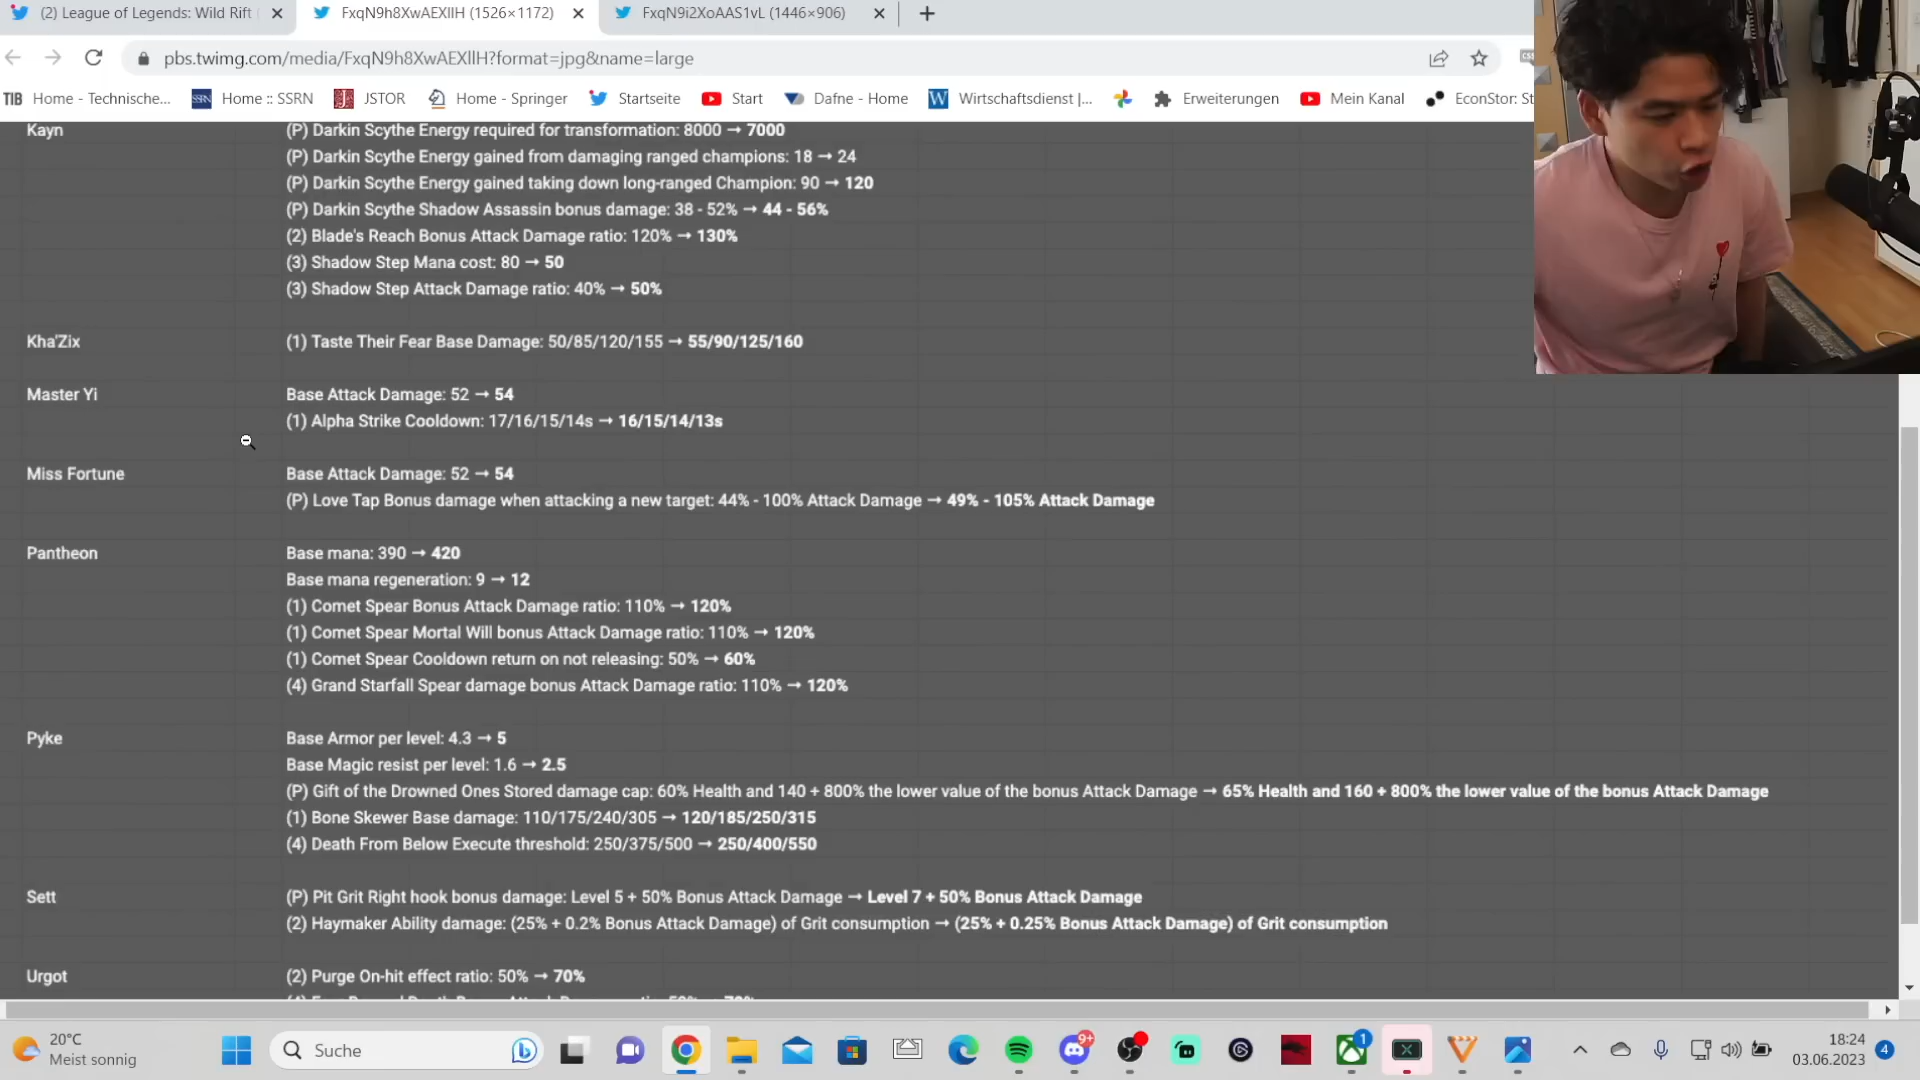 (2) League of Legends: Wild Rift
FxqN9h8XwAEXIlH (1526×1172)
FxqN9i2XoAAS1vL (1446×906)
pbs.twimg.com/media/FxqN9h8XwAEXllH?format=jpg&name=large
TIB Home - Technische...
SSRN Home :: SSRN
JSTOR
Home - Springer
Startseite
Start
Dafne - Home
W Wirtschaftsdienst |...
Erweiterungen
Mein Kanal
EconStor: St
Kayn
(P) Darkin Scythe Energy required for transformation: 8000 → 7000
(P) Darkin Scythe Energy gained from damaging ranged champions: 18 → 24
(P) Darkin Scythe Energy gained taking down long-ranged Champion: 90 → 120
(P) Darkin Scythe Shadow Assassin bonus damage: 38 - 52% → 44 - 56%
(2) Blade's Reach Bonus Attack Damage ratio: 120% → 130%
(3) Shadow Step Mana cost: 80 → 50
(3) Shadow Step Attack Damage ratio: 40% → 50%
Kha'Zix
(1) Taste Their Fear Base Damage: 50/85/120/155 → 55/90/125/160
Master Yi
Base Attack Damage: 52 → 54
(1) Alpha Strike Cooldown: 17/16/15/14s → 16/15/14/13s
Miss Fortune
Base Attack Damage: 52 → 54
(P) Love Tap Bonus damage when attacking a new target: 44% - 100% Attack Damage → 49% - 105% Attack Damage
Pantheon
Base mana: 390 → 420
Base mana regeneration: 9 → 12
(1) Comet Spear Bonus Attack Damage ratio: 110% → 120%
(1) Comet Spear Mortal Will bonus Attack Damage ratio: 110% → 120%
(1) Comet Spear Cooldown return on not releasing: 50% → 60%
(4) Grand Starfall Spear damage bonus Attack Damage ratio: 110% → 120%
Pyke
Base Armor per level: 4.3 → 5
Base Magic resist per level: 1.6 → 2.5
(P) Gift of the Drowned Ones Stored damage cap: 60% Health and 140 + 800% the lower value of the bonus Attack Damage → 65% Health and 160 + 800% the lower value of the bonus Attack Damage
(1) Bone Skewer Base damage: 110/175/240/305 → 120/185/250/315
(4) Death From Below Execute threshold: 250/375/500 → 250/400/550
Sett
(P) Pit Grit Right hook bonus damage: Level 5 + 50% Bonus Attack Damage → Level 7 + 50% Bonus Attack Damage
(2) Haymaker Ability damage: (25% + 0.2% Bonus Attack Damage) of Grit consumption → (25% + 0.25% Bonus Attack Damage) of Grit consumption
Urgot
(2) Purge On-hit effect ratio: 50% → 70%
20°C
Meist sonnig
Suche
9+
1
18:24
03.06.2023
4